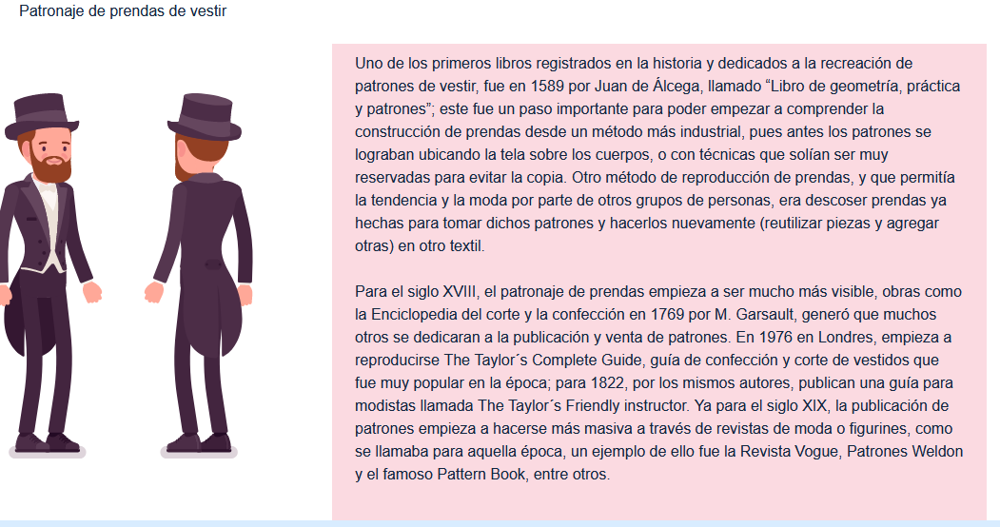 Patronaje de prendas de vestir
Uno de los primeros libros registrados en la historia y dedicados a la recreación de
patrones de vestir, fue en 1589 por Juan de Álcega, llamado “Libro de geometría, práctica
y patrones”; este fue un paso importante para poder empezar a comprender la
construcción de prendas desde un método más industrial, pues antes los patrones se
lograban ubicando la tela sobre los cuerpos, o con técnicas que solían ser muy
reservadas para evitar la copia. Otro método de reproducción de prendas, y que permitía
la tendencia y la moda por parte de otros grupos de personas, era descoser prendas ya
hechas para tomar dichos patrones y hacerlos nuevamente (reutilizar piezas y agregar
otras) en otro textil.
Para el siglo XVIII, el patronaje de prendas empieza a ser mucho más visible, obras como
la Enciclopedia del corte y la confección en 1769 por M. Garsault, generó que muchos
otros se dedicaran a la publicación y venta de patrones. En 1976 en Londres, empieza a
reproducirse The Taylor´s Complete Guide, guía de confección y corte de vestidos que
fue muy popular en la época; para 1822, por los mismos autores, publican una guía para
modistas llamada The Taylor´s Friendly instructor. Ya para el siglo XIX, la publicación de
patrones empieza a hacerse más masiva a través de revistas de moda o figurines, como
se llamaba para aquella época, un ejemplo de ello fue la Revista Vogue, Patrones Weldon
y el famoso Pattern Book, entre otros.